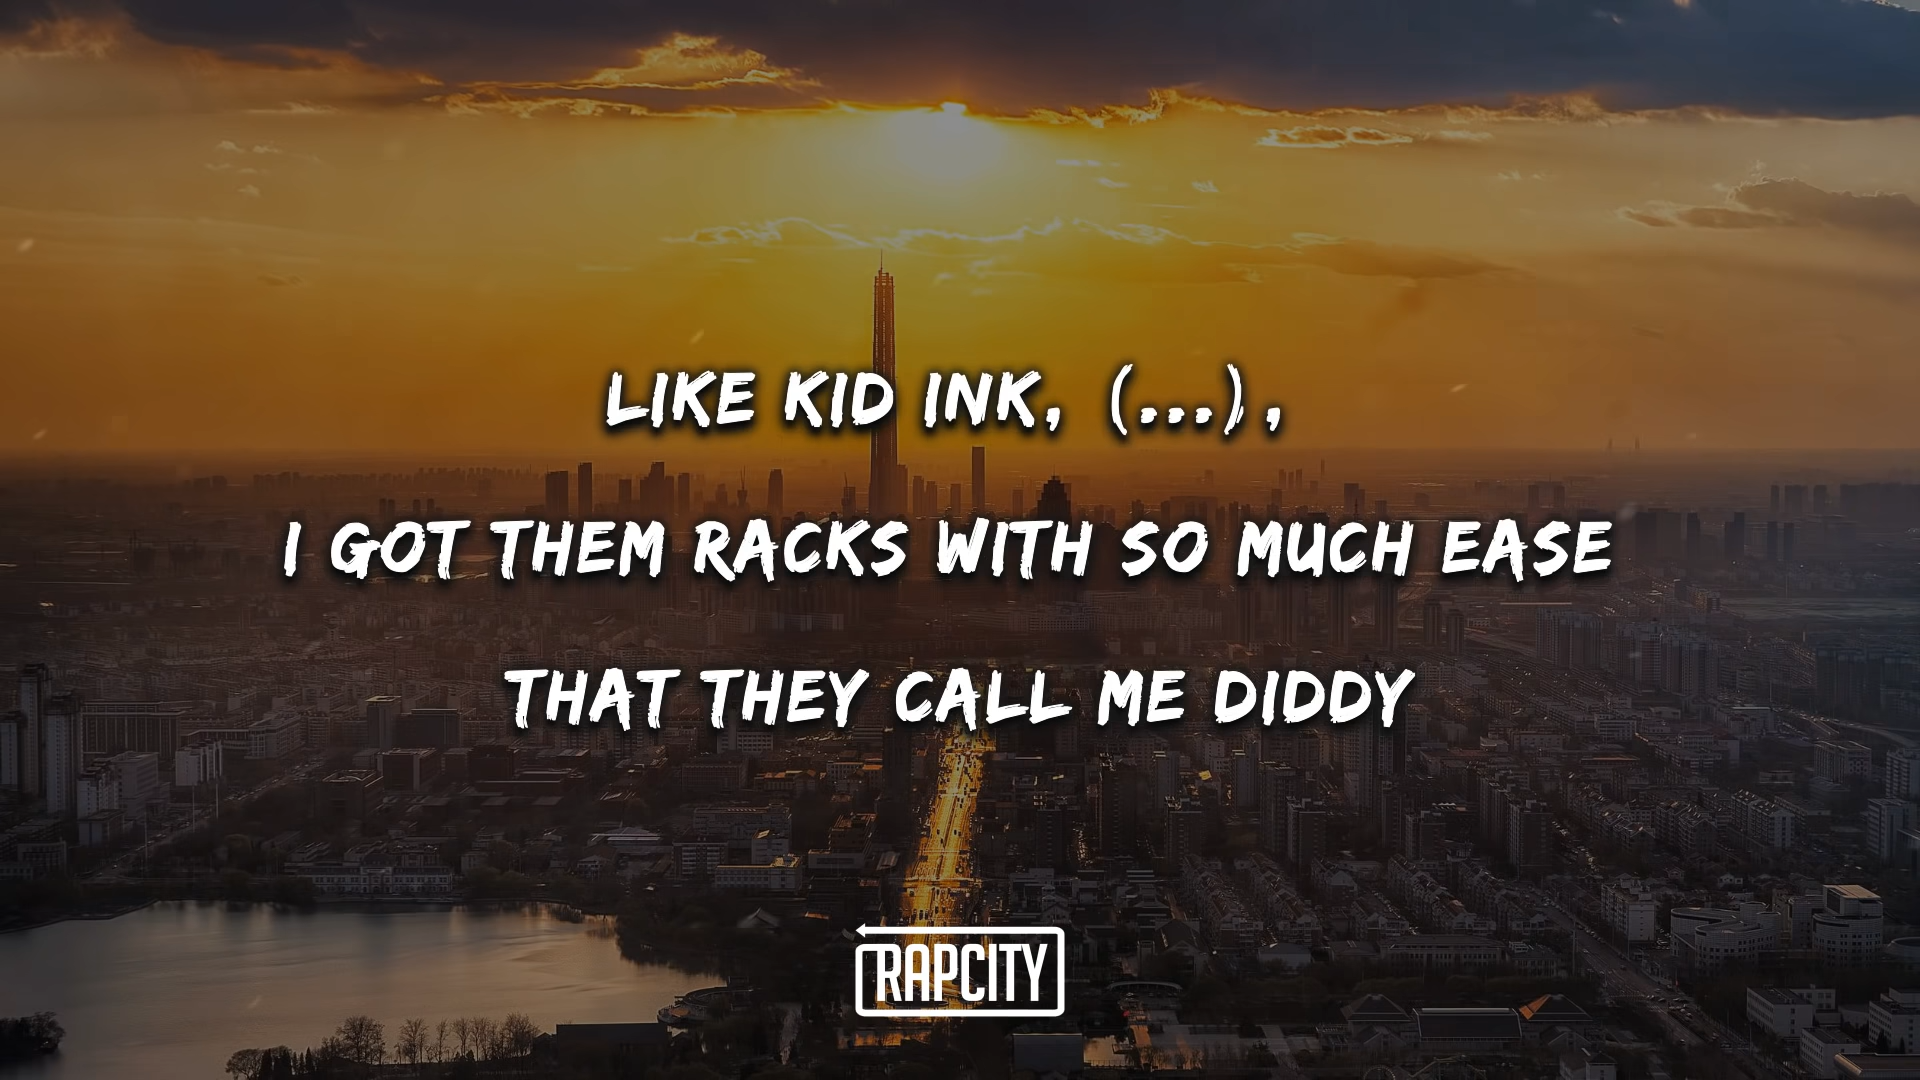 LIKE KID INK, (...),
I GOT THEM RACKS WITH SO MUCH EASE
THAT THEY CALL ME DIDDY
RAPCITY